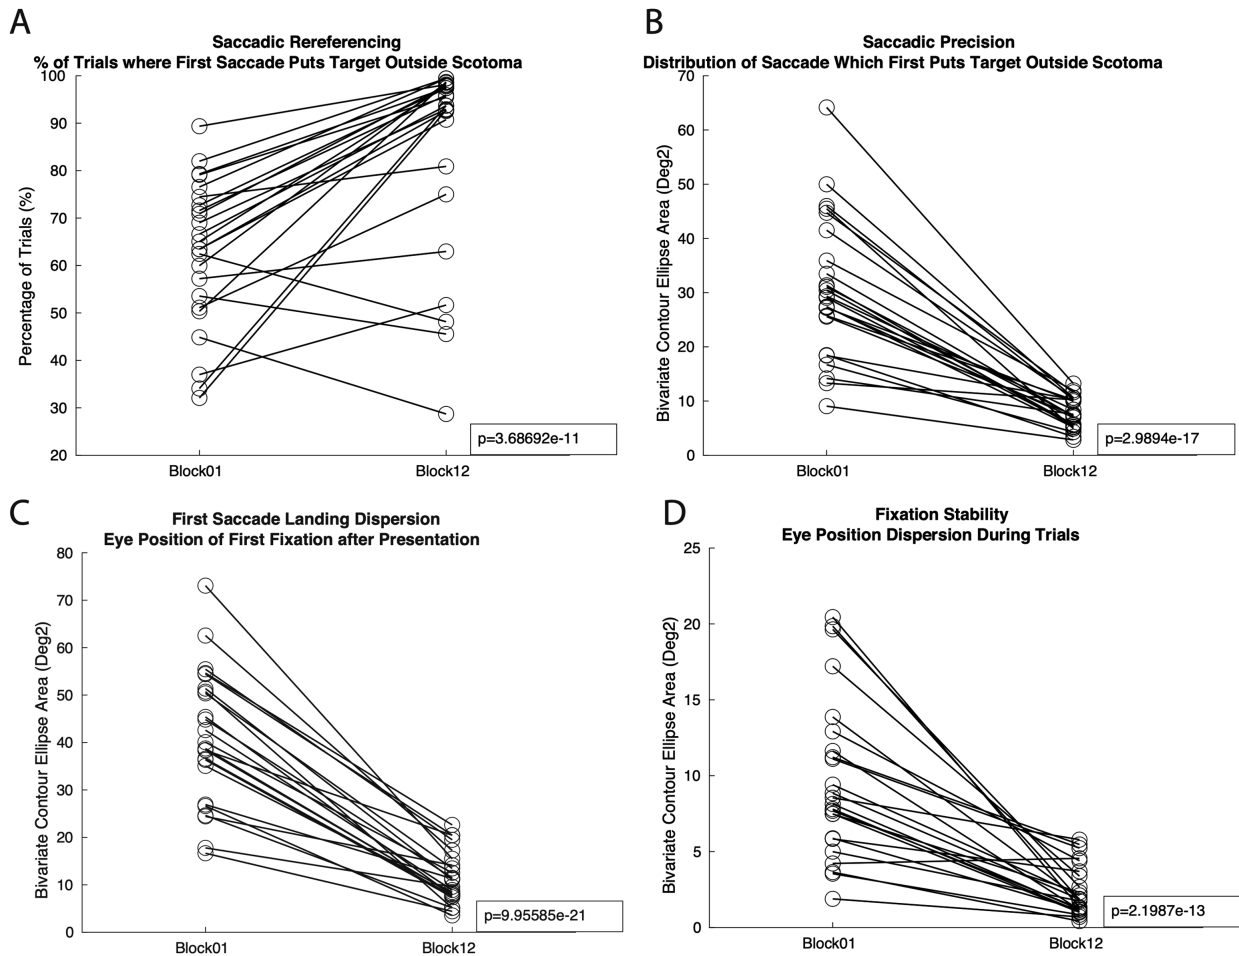 A
Saccadic Rereferencing
% of Trials where First Saccade Puts Target Outside Scotoma
Percentage of Trials (%)
100
90
80
70
60
50
40
30
20
Block01
Block12
p=3.68692e-11
B
Saccadic Precision
Distribution of Saccade Which First Puts Target Outside Scotoma
Bivariate Contour Ellipse Area (Deg2)
70
60
50
40
30
20
10
0
Block01
Block12
p=2.9894e-17
C
First Saccade Landing Dispersion
Eye Position of First Fixation after Presentation
Bivariate Contour Ellipse Area (Deg2)
80
70
60
50
40
30
20
10
0
Block01
Block12
p=9.95585e-21
D
Fixation Stability
Eye Position Dispersion During Trials
Bivariate Contour Ellipse Area (Deg2)
25
20
15
10
5
0
Block01
Block12
p=2.1987e-13